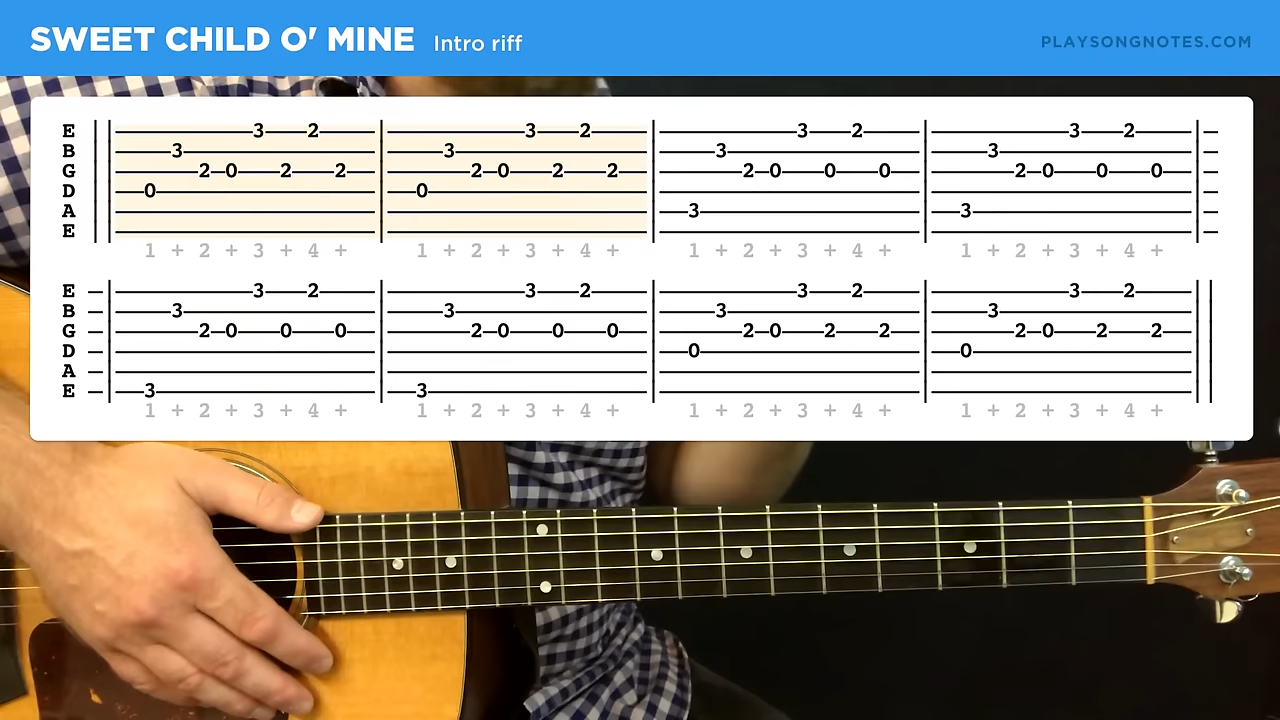 SWEET CHILD O' MINE Intro riff PLAYSONGNOTES.COM
E 3 2 3 2 3 2 3 2
B 3 3 3 3
G 2 0 2 2 2 0 2 2 2 0 0 0 2 0 0 0
D 0 0
A 3 3
E
1 + 2 + 3 + 4 + 1 + 2 + 3 + 4 + 1 + 2 + 3 + 4 + 1 + 2 + 3 + 4 +
E 3 2 3 2 3 2 3 2
B 3 3 3 3
G 2 0 0 0 2 0 0 0 2 0 2 2 2 0 2 2
D 0 0
A
E 3 3
1 + 2 + 3 + 4 + 1 + 2 + 3 + 4 + 1 + 2 + 3 + 4 + 1 + 2 + 3 + 4 +